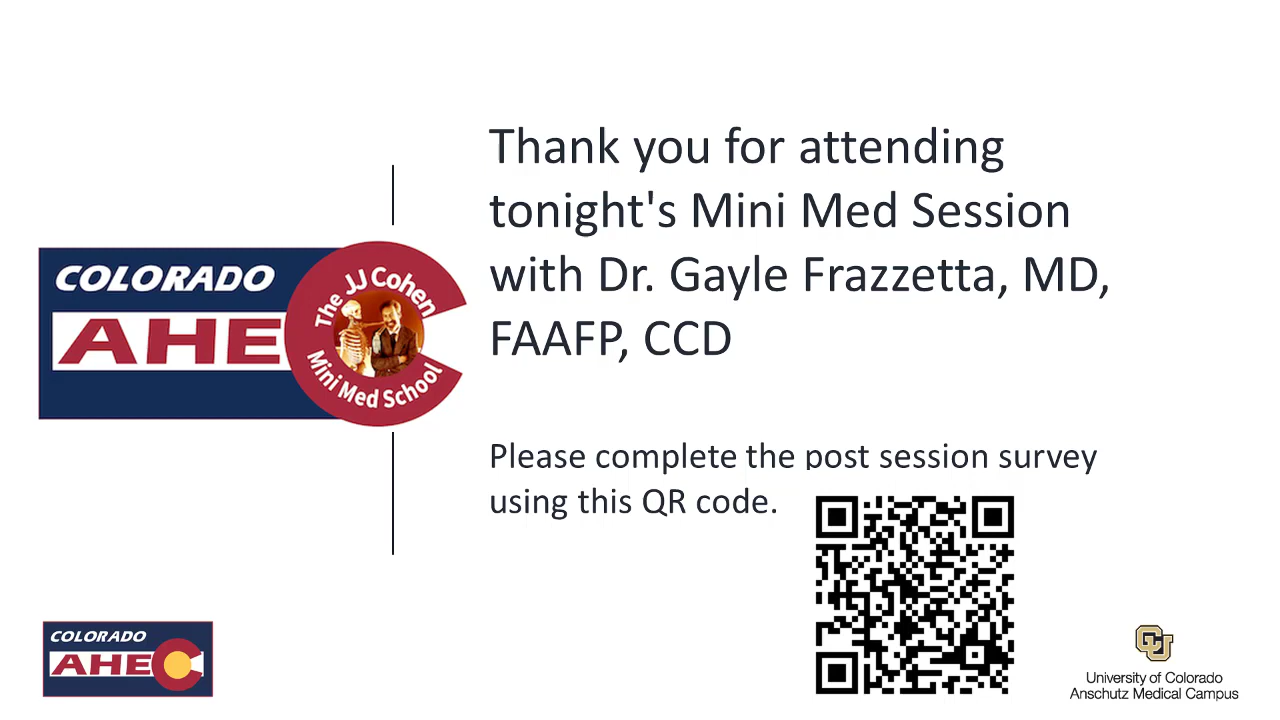 Thank you for attending
tonight's Mini Med Session
with Dr. Gayle Frazzetta, MD,
FAAFP, CCD
COLORADO
AHE
The JJ Cohen
Mini Med School
Please complete the post session survey
using this QR code.
COLORADO
AHEC
CU
University of Colorado
Anschutz Medical Campus